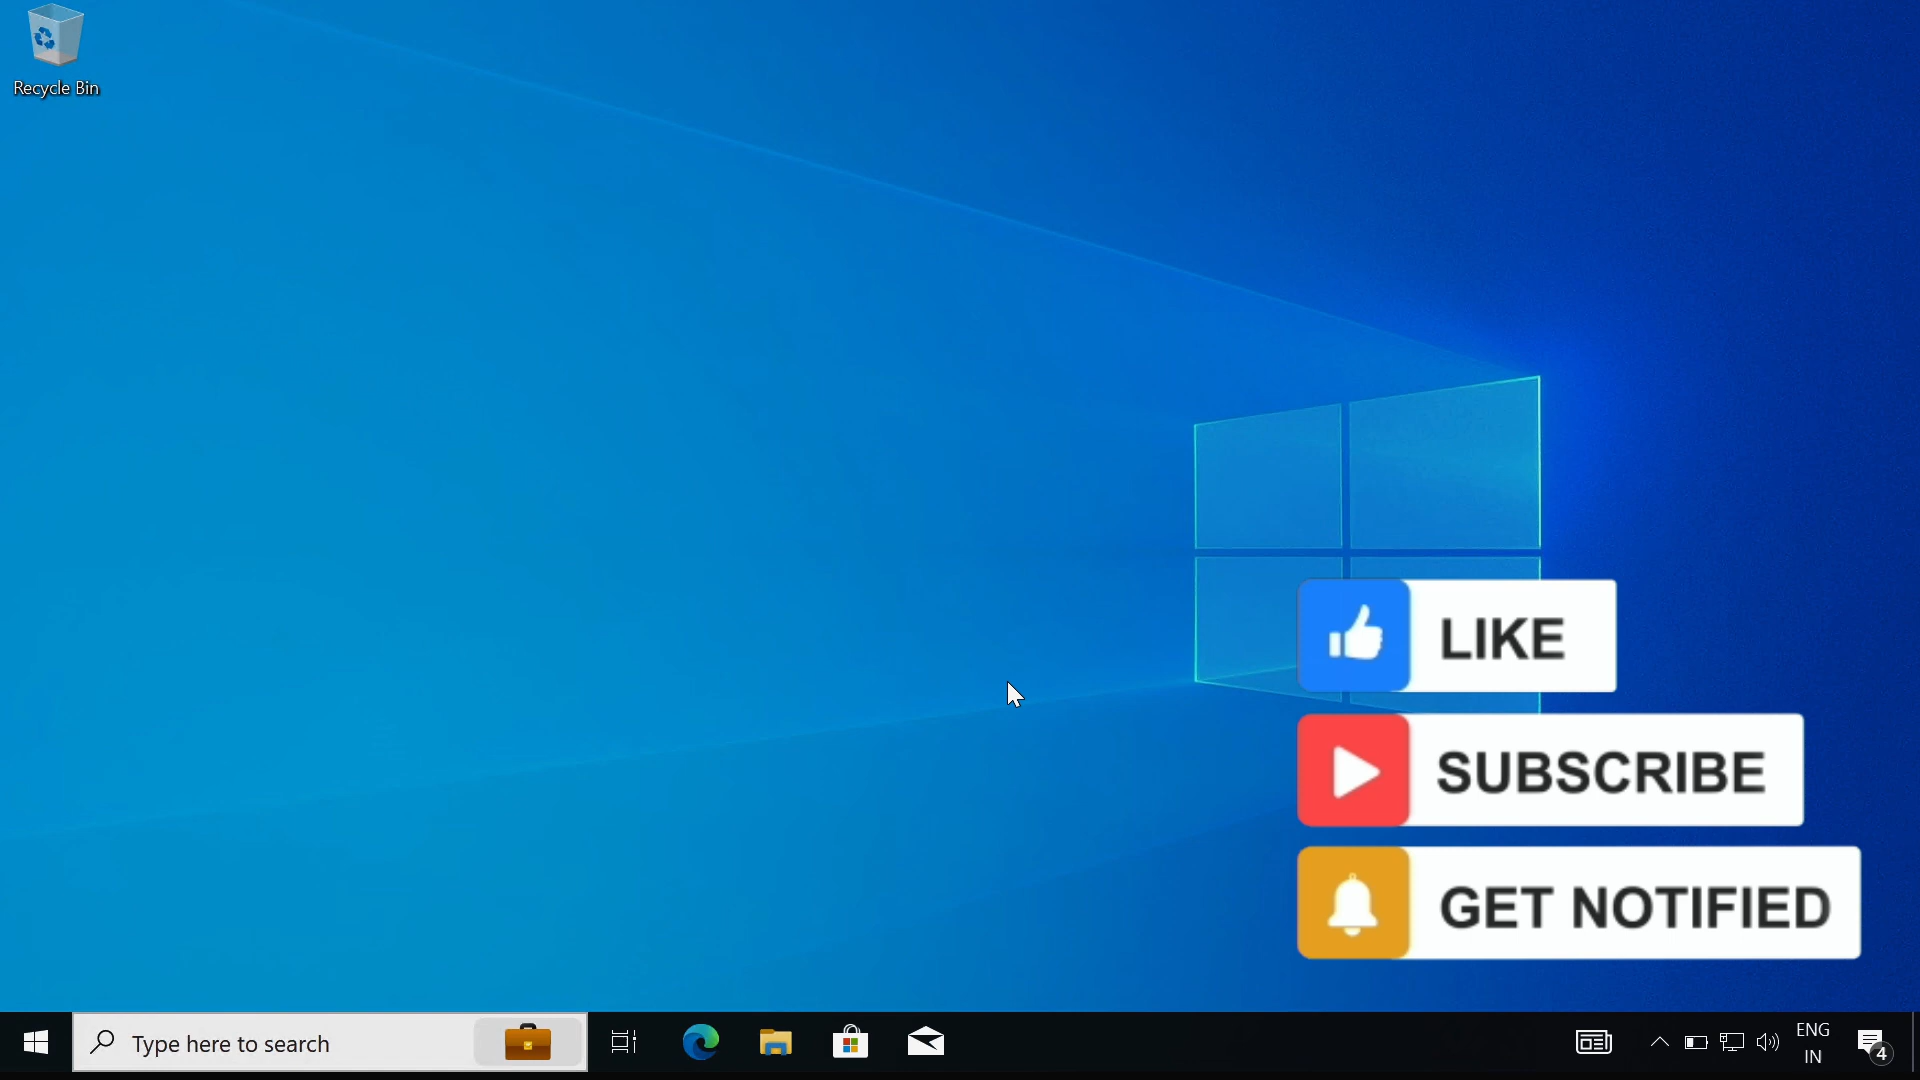 Recycle Bin
LIKE
SUBSCRIBE
GET NOTIFIED
Type here to search
ENG
IN
4